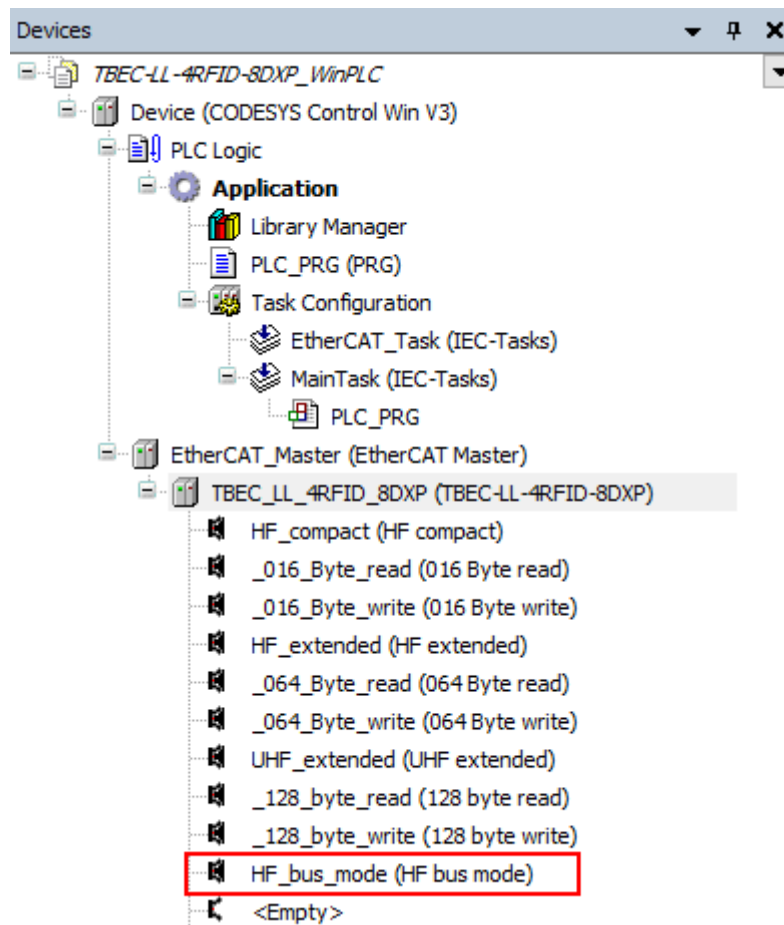 Devices
TBEC-LL-4RFID-8DXP_WinPLC
Device (CODESYS Control Win V3)
PLC Logic
Application
Library Manager
PLC_PRG (PRG)
Task Configuration
EtherCAT_Task (IEC-Tasks)
MainTask (IEC-Tasks)
PLC_PRG
EtherCAT_Master (EtherCAT Master)
TBEC_LL_4RFID_8DXP (TBEC-LL-4RFID-8DXP)
HF_compact (HF compact)
_016_Byte_read (016 Byte read)
_016_Byte_write (016 Byte write)
HF_extended (HF extended)
_064_Byte_read (064 Byte read)
_064_Byte_write (064 Byte write)
UHF_extended (UHF extended)
_128_byte_read (128 byte read)
_128_byte_write (128 byte write)
HF_bus_mode (HF bus mode)
<Empty>